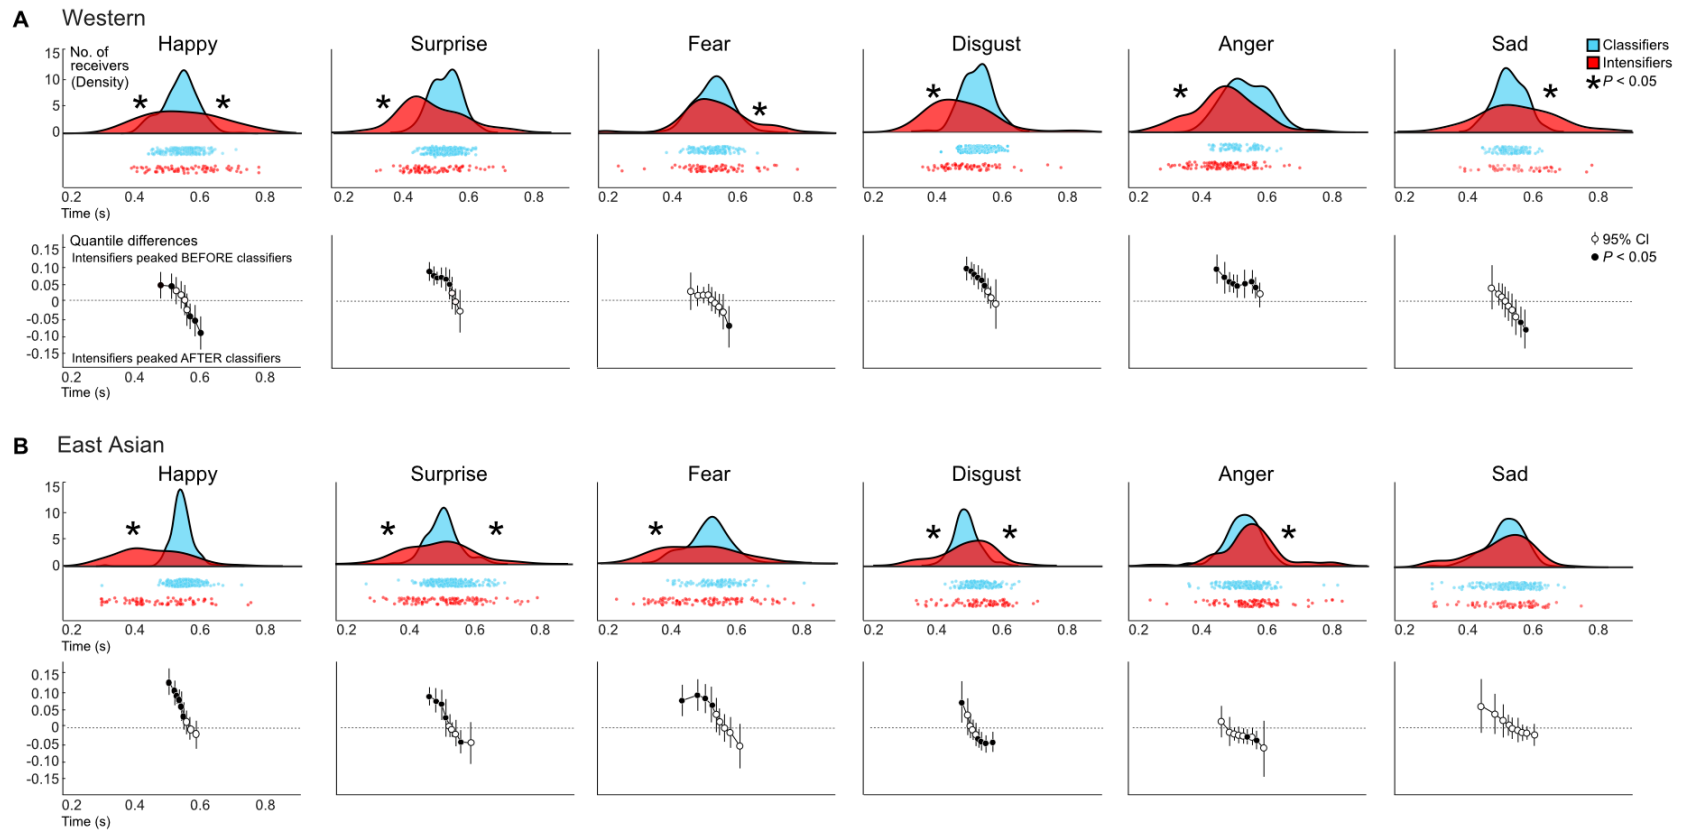 A Western
Happy Surprise Fear Disgust Anger Sad
15 No. of
receivers
10 (Density)
5
0
Classifiers
Intensifiers
* P < 0.05
* * * * * * * *
0.2 0.4 0.6 0.8 0.2 0.4 0.6 0.8 0.2 0.4 0.6 0.8 0.2 0.4 0.6 0.8 0.2 0.4 0.6 0.8 0.2 0.4 0.6 0.8
Time (s)
Quantile differences
Intensifiers peaked BEFORE classifiers
0.15
0.10
0.05
0
-0.05
-0.10
-0.15
Intensifiers peaked AFTER classifiers
95% CI
P < 0.05
0.2 0.4 0.6 0.8
Time (s)
B East Asian
Happy Surprise Fear Disgust Anger Sad
15
10
5
0
* * * * * * *
0.2 0.4 0.6 0.8 0.2 0.4 0.6 0.8 0.2 0.4 0.6 0.8 0.2 0.4 0.6 0.8 0.2 0.4 0.6 0.8 0.2 0.4 0.6 0.8
Time (s)
0.15
0.10
0.05
0
-0.05
-0.10
-0.15
0.2 0.4 0.6 0.8
Time (s)